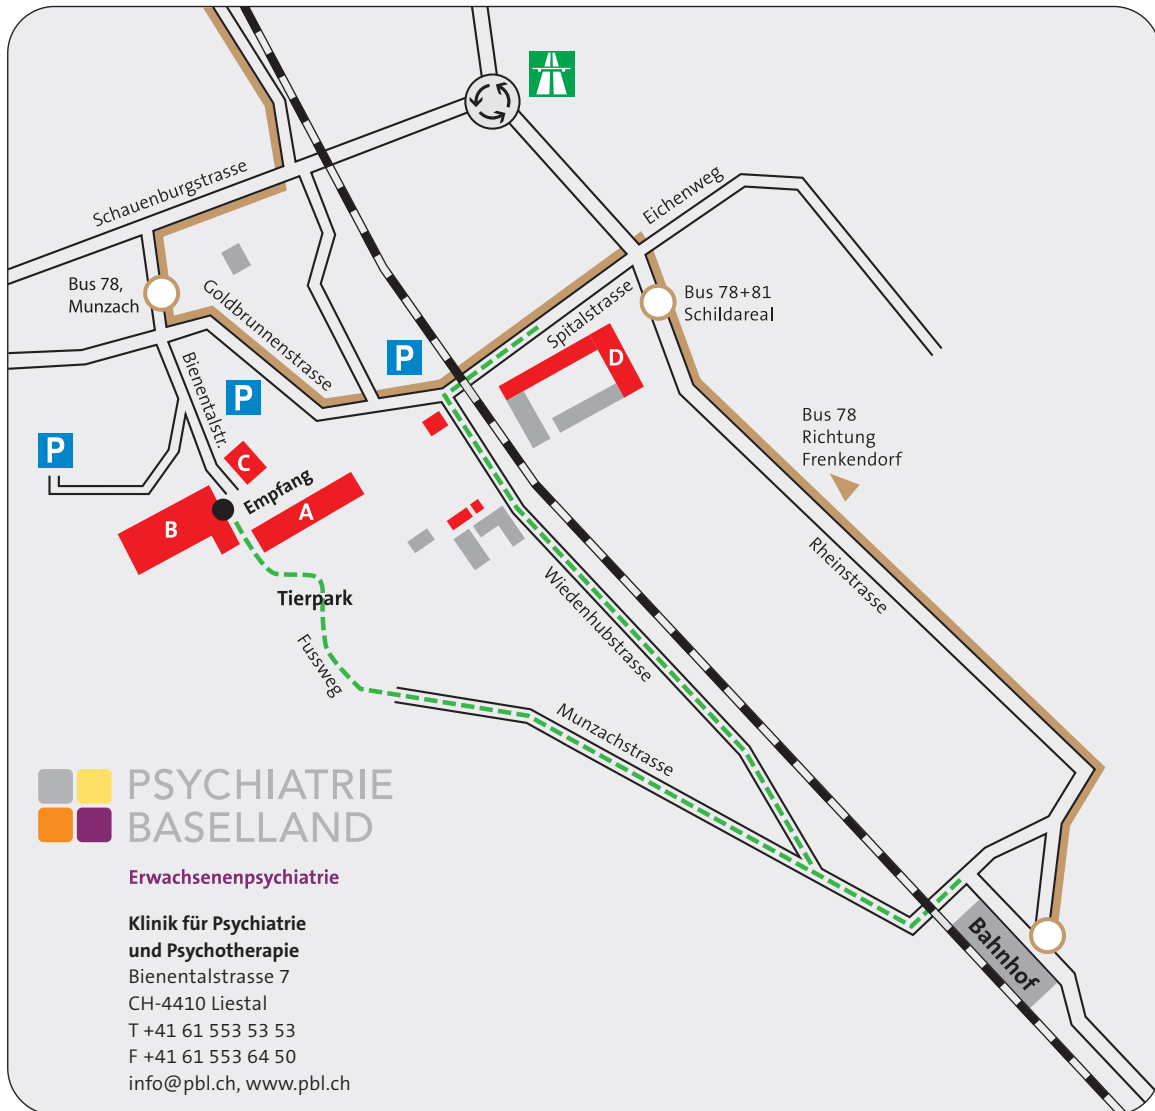 Schauenburgstrasse
Eichenweg
Bus 78,
Munzach
Goldbrunnenstrasse
Spitalstrasse
Bus 78+81
Schildareal
P
D
Bienentalstr.
P
P
C
Empfang
A
B
Bus 78
Richtung
Frenkendorf
Rheinstrasse
Tierpark
Fussweg
Wiedenhubstrasse
Munzachstrasse
Bahnhof
PSYCHIATRIE
BASELLAND
Erwachsenenpsychiatrie
Klinik für Psychiatrie
und Psychotherapie
Bienentalstrasse 7
CH-4410 Liestal
T +41 61 553 53 53
F +41 61 553 64 50
info@pbl.ch, www.pbl.ch